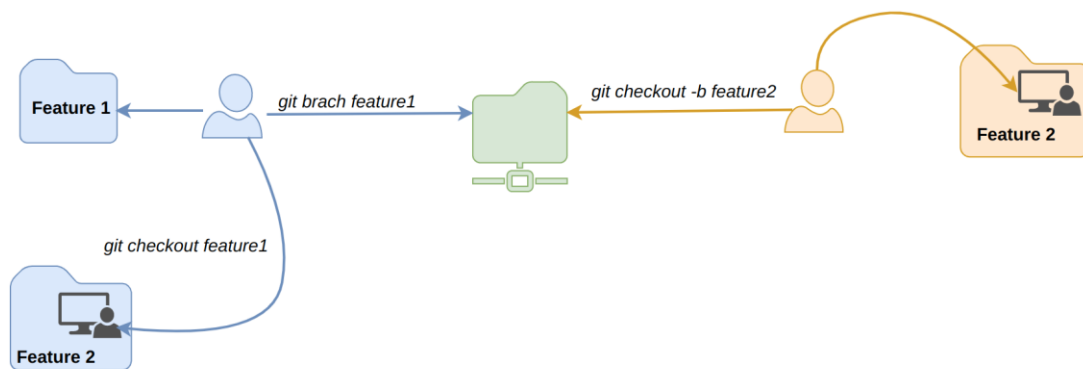 git checkout -b feature2
Feature 1
git brach feature1
Feature 2
git checkout feature1
Feature 2